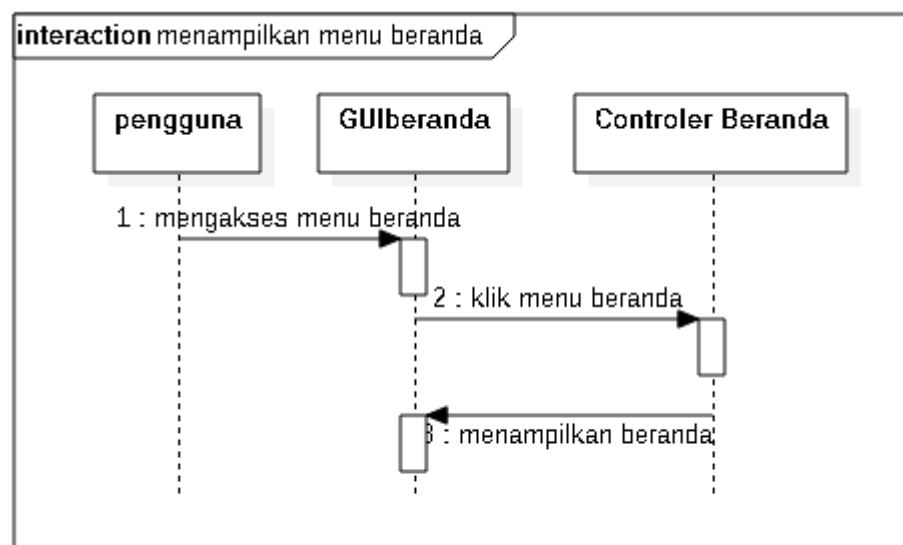 interaction menampilkan menu beranda
pengguna
GUIberanda
Controler Beranda
1 : mengakses menu beranda
2 : klik menu beranda
3 : menampilkan beranda